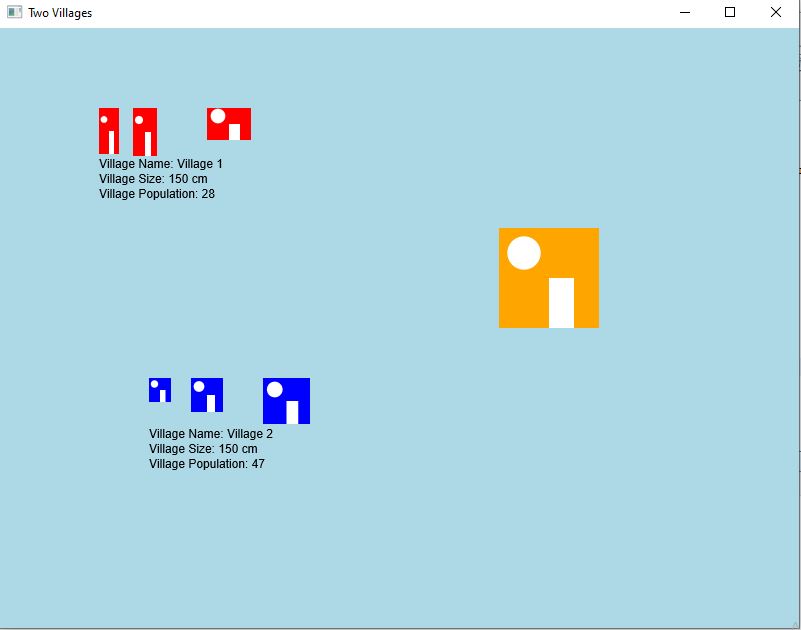 Two Villages
Village Name: Village 1
Village Size: 150 cm
Village Population: 28
Village Name: Village 2
Village Size: 150 cm
Village Population: 47